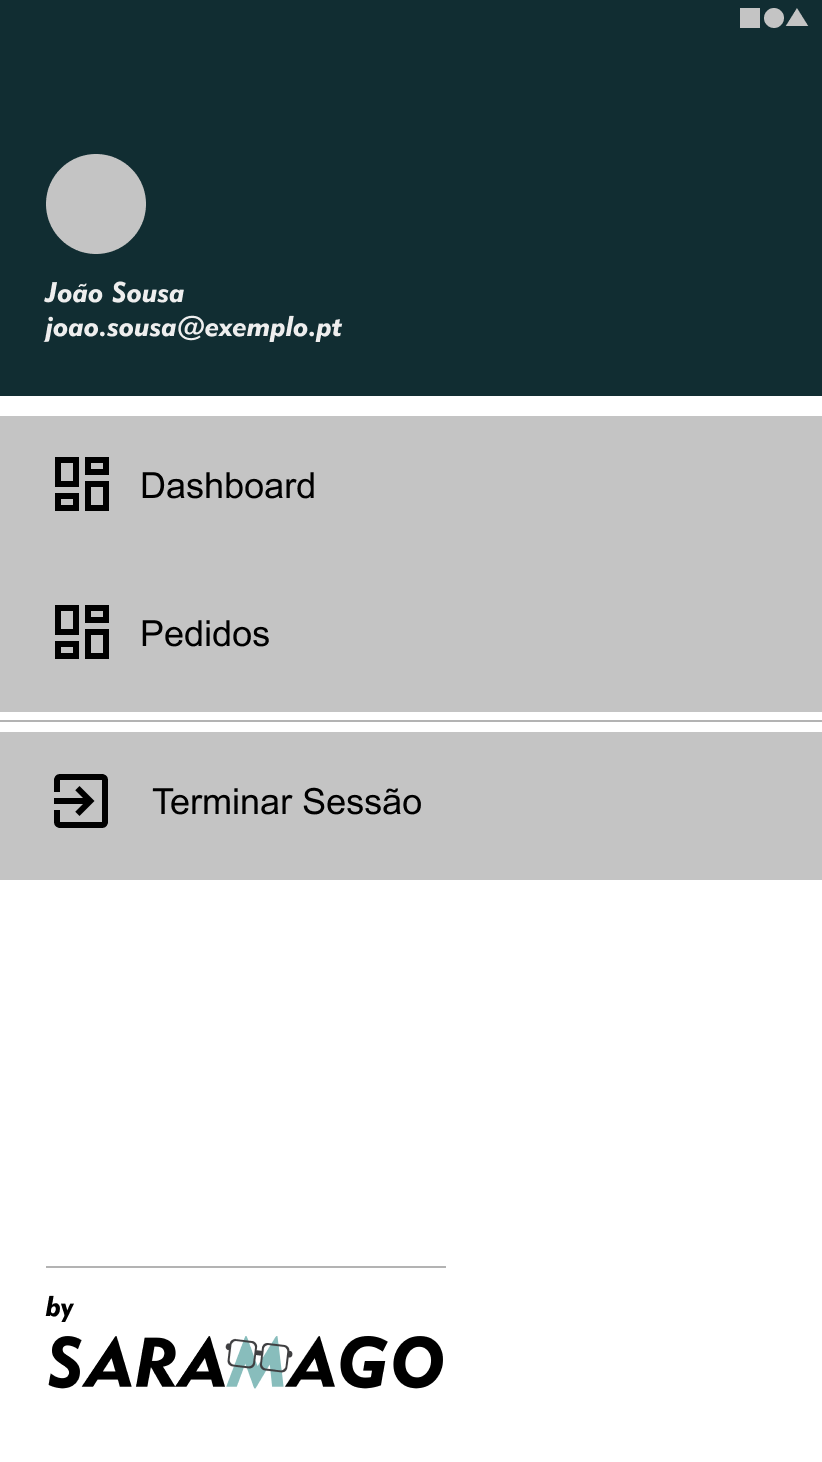 João Sousa
joao.sousa@exemplo.pt
Dashboard
Pedidos
Terminar Sessão
by
SARAMAGO